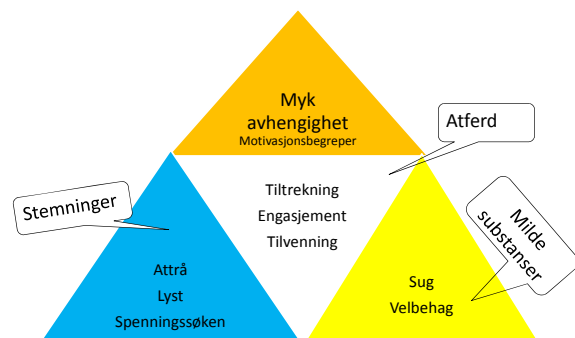 Myk
avhengighet
Motivasjonsbegreper
Atferd
Tiltrekning
Engasjement
Tilvenning
Stemninger
Milde
substanser
Attrå
Lyst
Spenningssøken
Sug
Velbehag